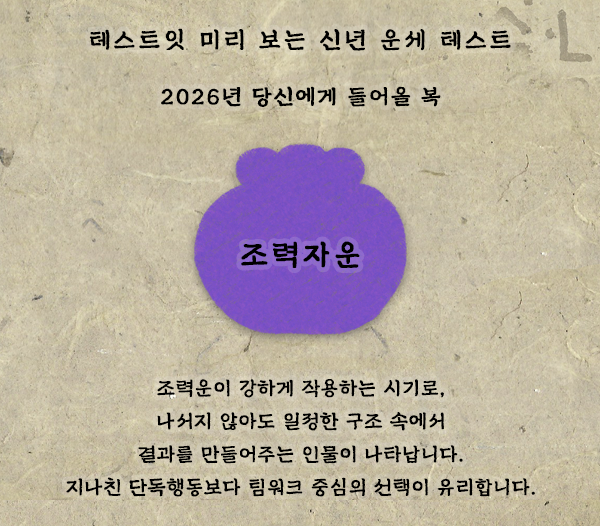 테스트잇 미리 보는 신년 운세 테스트
2026년 당신에게 들어올 복
조력자운
조력운이 강하게 작용하는 시기로,
나서지 않아도 일정한 구조 속에서
결과를 만들어주는 인물이 나타납니다.
지나친 단독행동보다 팀워크 중심의 선택이 유리합니다.